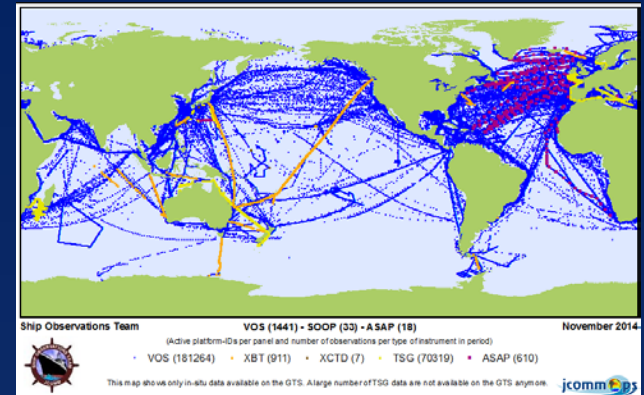 Ship Observations Team VOS (1441) - SOOP (33) - ASAP (18) November 2014
(Active platform-IDs per panel and number of observations per type of instrument in period)
VOS (181264) XBT (911) XCTD (7) TSG (70319) ASAP (610)
This map shows only in-situ data available on the GTS. A large number of TSG data are not available on the GTS anymore.
jcommops